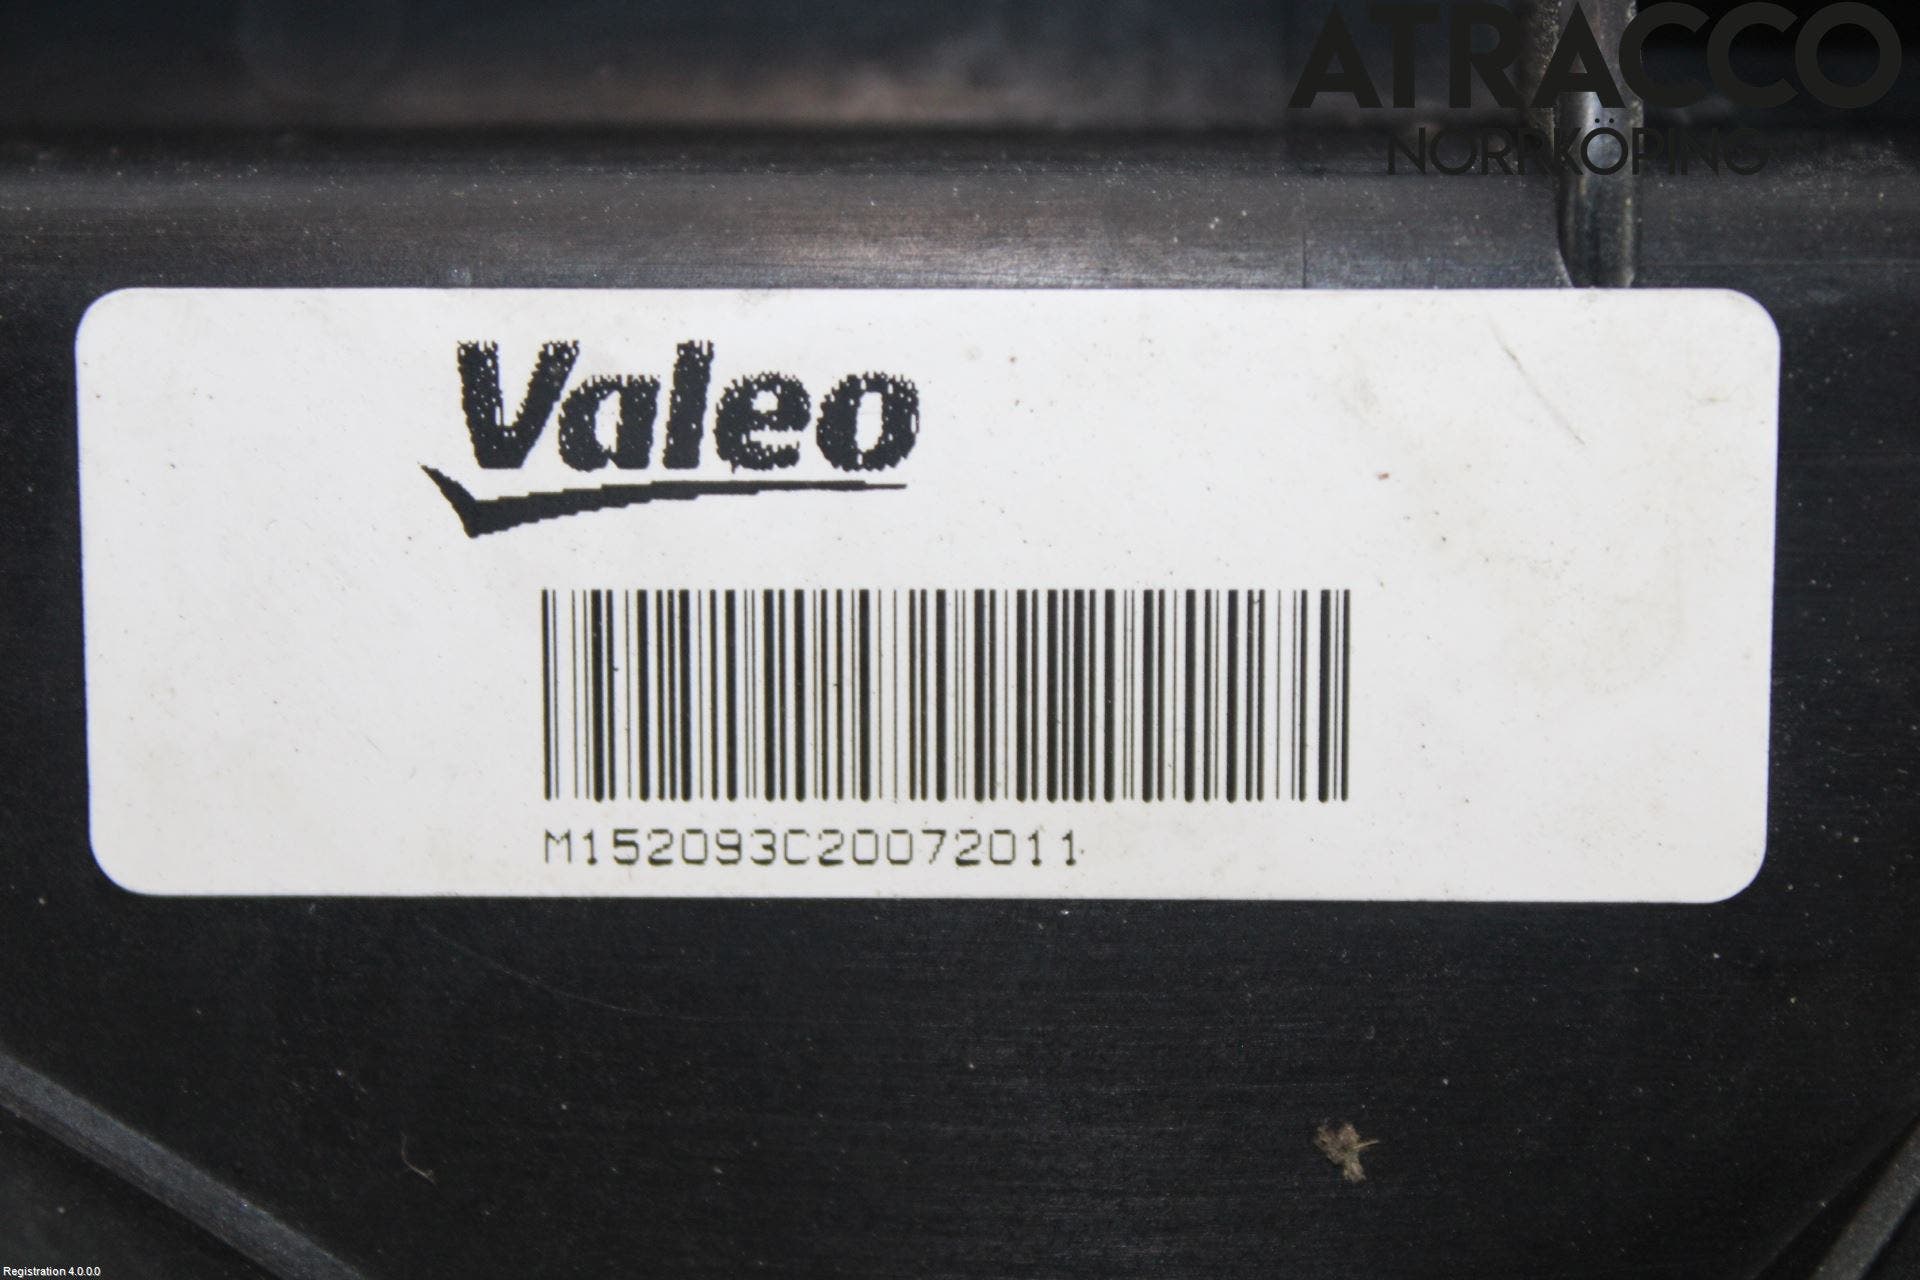 ATRACCO
NORRKÖPING
Valeo
M152093C20072011
Registration 4.0.0.0